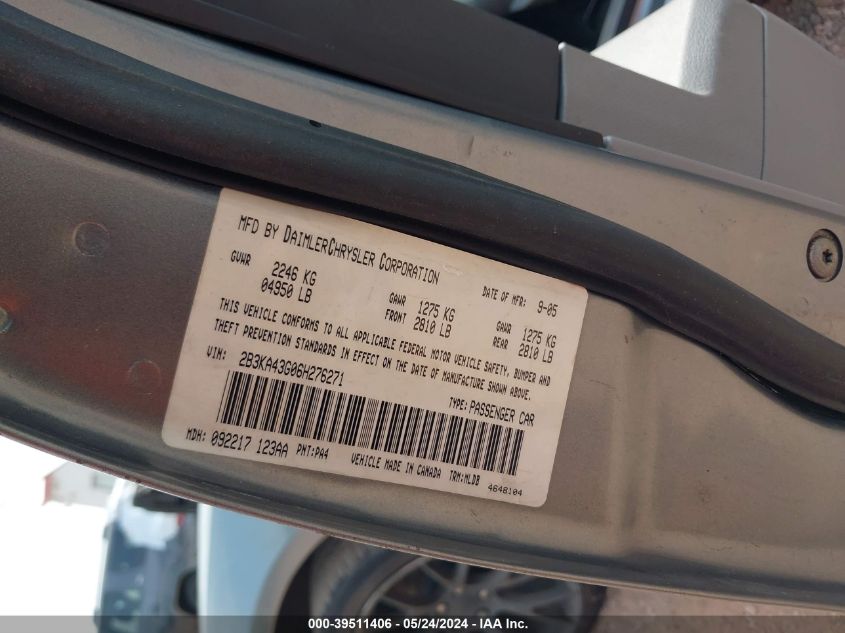 MFD BY DAIMLERCHRYSLER CORPORATION
DATE OF MFR: 9-05
GVWR 2246 KG 04950 LB
GAWR FRONT 1275 KG 2810 LB
GAWR REAR 1275 KG 2810 LB
THIS VEHICLE CONFORMS TO ALL APPLICABLE FEDERAL MOTOR VEHICLE SAFETY, BUMPER AND
THEFT PREVENTION STANDARDS IN EFFECT ON THE DATE OF MANUFACTURE SHOWN ABOVE.
VIN: 2B3KA43G06H276271
TYPE: PASSENGER CAR
MDH: 092217 123AA PNT:PA4 VEHICLE MADE IN CANADA TRM:MLDB
4648104
000-39511406 - 05/24/2024 - IAA Inc.